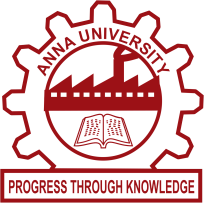 ANNA UNIVERSITY
PROGRESS THROUGH KNOWLEDGE